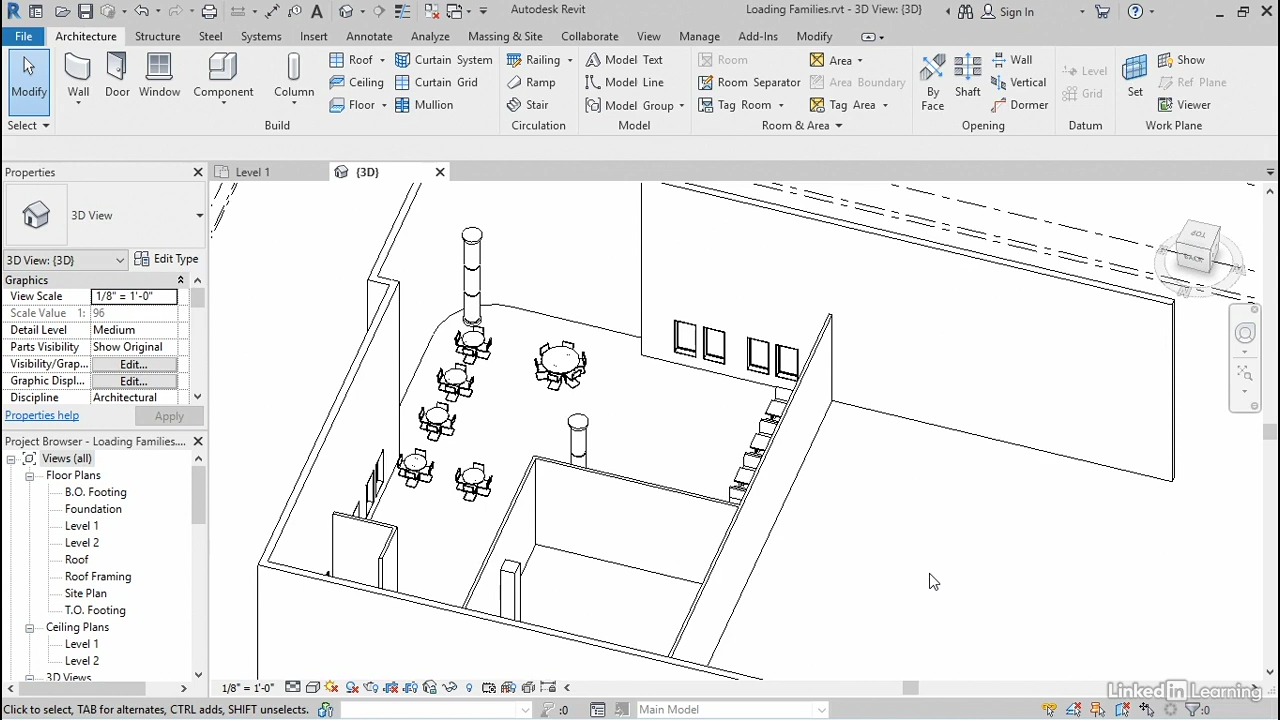 Autodesk Revit
Loading Families.rvt - 3D View: {3D}
Sign In
File
Architecture
Structure
Steel
Systems
Insert
Annotate
Analyze
Massing & Site
Collaborate
View
Manage
Add-Ins
Modify
Modify
Wall
Door
Window
Component
Column
Roof
Ceiling
Floor
Curtain System
Curtain Grid
Mullion
Railing
Ramp
Stair
Model Text
Model Line
Model Group
Room
Room Separator
Tag Room
Area
Area Boundary
Tag Area
By
Face
Shaft
Wall
Vertical
Dormer
Level
Grid
Set
Show
Ref Plane
Viewer
Select
Build
Circulation
Model
Room & Area
Opening
Datum
Work Plane
Properties
Level 1
{3D}
3D View
3D View: {3D}
Edit Type
Graphics
View Scale
1/8" = 1'-0"
Scale Value 1:
96
Detail Level
Medium
Parts Visibility
Show Original
Visibility/Grap...
Edit...
Graphic Displ...
Edit...
Discipline
Architectural
Properties help
Apply
Project Browser - Loading Families....
Views (all)
Floor Plans
B.O. Footing
Foundation
Level 1
Level 2
Roof
Roof Framing
Site Plan
T.O. Footing
Ceiling Plans
Level 1
Level 2
3D Views
TOP
BACK
1/8" = 1'-0"
Click to select, TAB for alternates, CTRL adds, SHIFT unselects.
:0
Main Model
:0
LinkedIn Learning